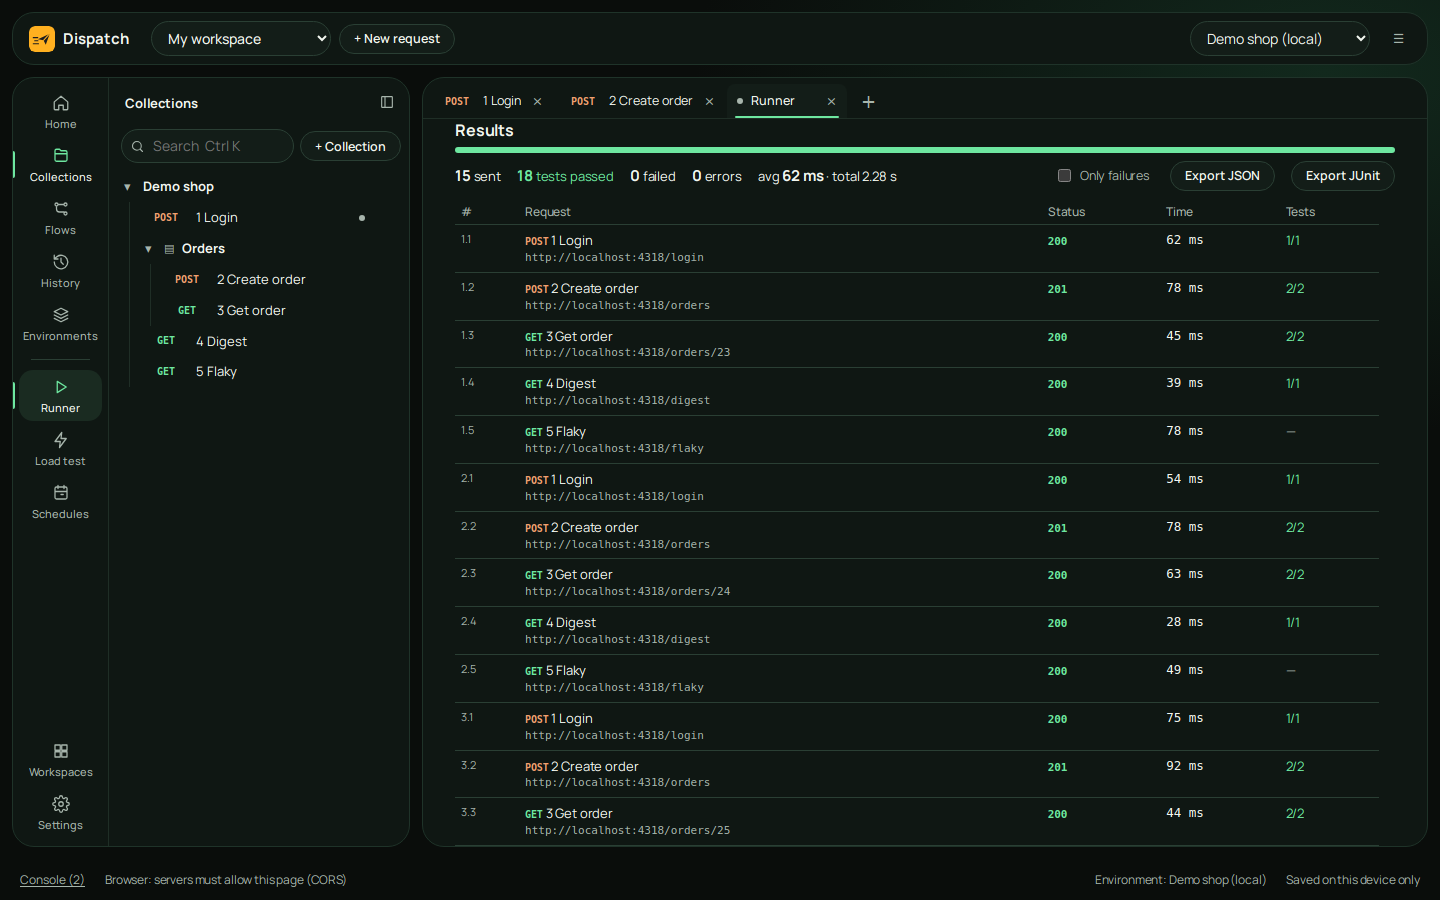 Dispatch My workspace + New request Demo shop (local)
Home
Collections
Flows
History
Environments
Runner
Load test
Schedules
Workspaces
Settings
Collections
Search Ctrl K + Collection
Demo shop
POST 1 Login
Orders
POST 2 Create order
GET 3 Get order
GET 4 Digest
GET 5 Flaky
POST 1 Login × POST 2 Create order × Runner × +
Results
15 sent 18 tests passed 0 failed 0 errors avg 62 ms · total 2.28 s Only failures Export JSON Export JUnit
# Request Status Time Tests
1.1 POST 1 Login 200 62 ms 1/1
http://localhost:4318/login
1.2 POST 2 Create order 201 78 ms 2/2
http://localhost:4318/orders
1.3 GET 3 Get order 200 45 ms 2/2
http://localhost:4318/orders/23
1.4 GET 4 Digest 200 39 ms 1/1
http://localhost:4318/digest
1.5 GET 5 Flaky 200 78 ms —
http://localhost:4318/flaky
2.1 POST 1 Login 200 54 ms 1/1
http://localhost:4318/login
2.2 POST 2 Create order 201 78 ms 2/2
http://localhost:4318/orders
2.3 GET 3 Get order 200 63 ms 2/2
http://localhost:4318/orders/24
2.4 GET 4 Digest 200 28 ms 1/1
http://localhost:4318/digest
2.5 GET 5 Flaky 200 49 ms —
http://localhost:4318/flaky
3.1 POST 1 Login 200 75 ms 1/1
http://localhost:4318/login
3.2 POST 2 Create order 201 92 ms 2/2
http://localhost:4318/orders
3.3 GET 3 Get order 200 44 ms 2/2
http://localhost:4318/orders/25
Console (2) Browser: servers must allow this page (CORS) Environment: Demo shop (local) Saved on this device only